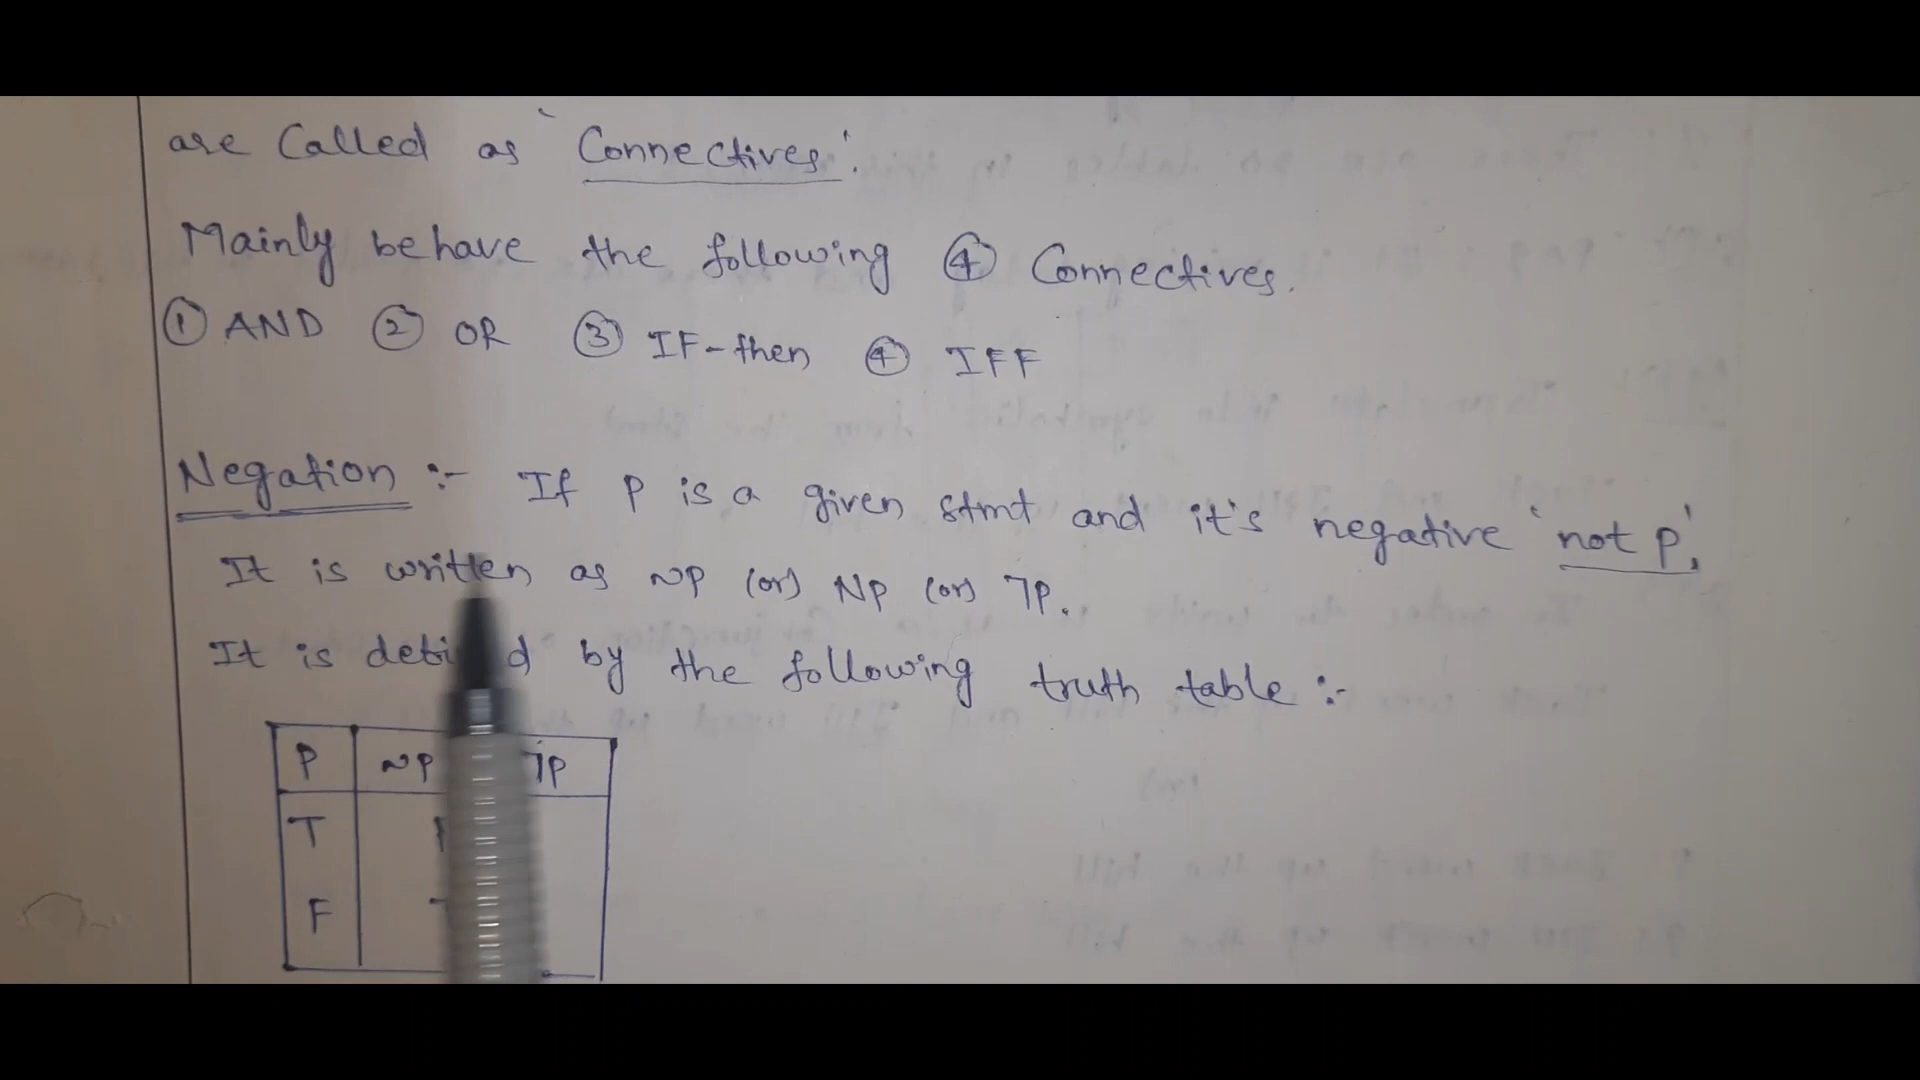 are Called as 'Connectives'.
Mainly behave the following ④ Connectives.
① AND ② OR ③ IF-then ④ IFF
Negation :- If P is a given stmt and it's negative 'not P'.
It is written as ~P (or) NP (or) ¬P.
It is by the following truth table :-
P ~P ¬P
T
F